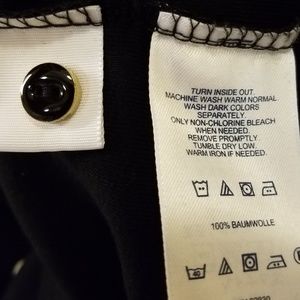 TURN INSIDE OUT.
MACHINE WASH WARM NORMAL
WASH DARK COLORS
SEPARATELY.
ONLY NON-CHLORINE BLEACH
WHEN NEEDED.
REMOVE PROMPTLY.
TUMBLE DRY LOW.
WARM IRON IF NEEDED.
100% BAUMWOLLE
40